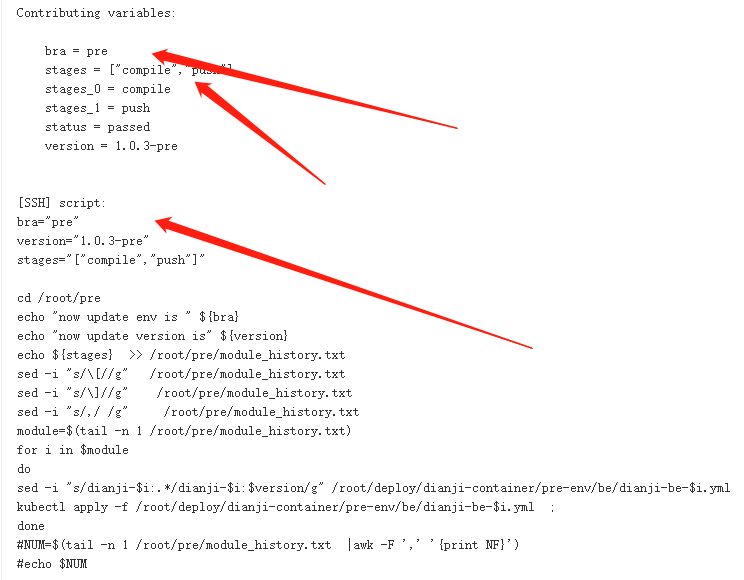 Contributing variables:
bra = pre
stages = ["compile","push"]
stages_0 = compile
stages_1 = push
status = passed
version = 1.0.3-pre
[SSH] script:
bra="pre"
version="1.0.3-pre"
stages="["compile","push"]"
cd /root/pre
echo "now update env is " ${bra}
echo "now update version is" ${version}
echo ${stages}  >> /root/pre/module_history.txt
sed -i "s/\[//g"   /root/pre/module_history.txt
sed -i "s/\]//g"    /root/pre/module_history.txt
sed -i "s/,/ /g"     /root/pre/module_history.txt
module=$(tail -n 1 /root/pre/module_history.txt)
for i in $module
do
sed -i "s/dianji-$i:.*/dianji-$i:$version/g" /root/deploy/dianji-container/pre-env/be/dianji-be-$i.yml
kubectl apply -f /root/deploy/dianji-container/pre-env/be/dianji-be-$i.yml  ;
done
#NUM=$(tail -n 1 /root/pre/module_history.txt  |awk -F ',' '{print NF}')
#echo $NUM